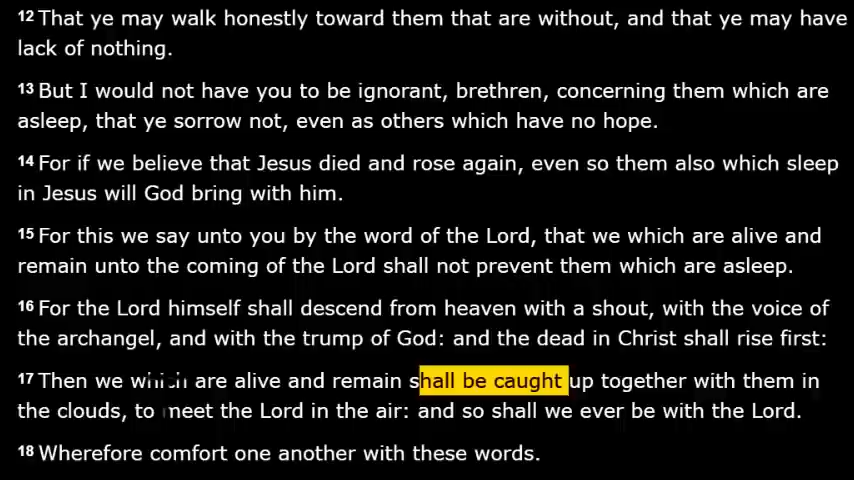 12 That ye may walk honestly toward them that are without, and that ye may have
lack of nothing.
13 But I would not have you to be ignorant, brethren, concerning them which are
asleep, that ye sorrow not, even as others which have no hope.
14 For if we believe that Jesus died and rose again, even so them also which sleep
in Jesus will God bring with him.
15 For this we say unto you by the word of the Lord, that we which are alive and
remain unto the coming of the Lord shall not prevent them which are asleep.
16 For the Lord himself shall descend from heaven with a shout, with the voice of
the archangel, and with the trump of God: and the dead in Christ shall rise first:
17 Then we which are alive and remain shall be caught up together with them in
the clouds, to meet the Lord in the air: and so shall we ever be with the Lord.
18 Wherefore comfort one another with these words.